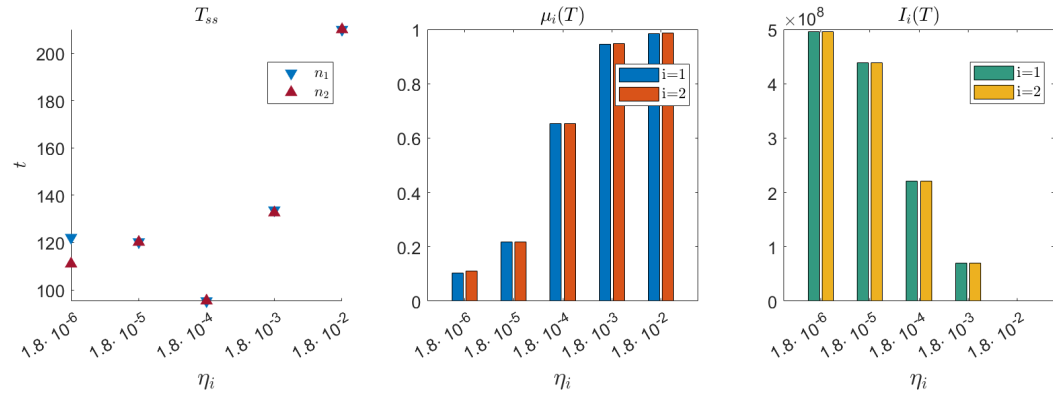 T_ss
t
200
180
160
140
120
100
n_1
n_2
1.8· 10^-6
1.8· 10^-5
1.8· 10^-4
1.8· 10^-3
1.8· 10^-2
η_i
μ_i(T)
1
0.8
0.6
0.4
0.2
0
i=1
i=2
1.8· 10^-6
1.8· 10^-5
1.8· 10^-4
1.8· 10^-3
1.8· 10^-2
η_i
I_i(T)
×10^8
5
4
3
2
1
0
i=1
i=2
1.8· 10^-6
1.8· 10^-5
1.8· 10^-4
1.8· 10^-3
1.8· 10^-2
η_i